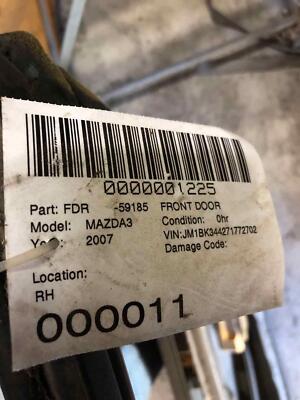 0000001225
Part: FDR -59185 FRONT DOOR
Model: MAZDA3 Condition: 0hr
2007 VIN:JM1BK344271772702
Damage Code:
Location:
RH
000011